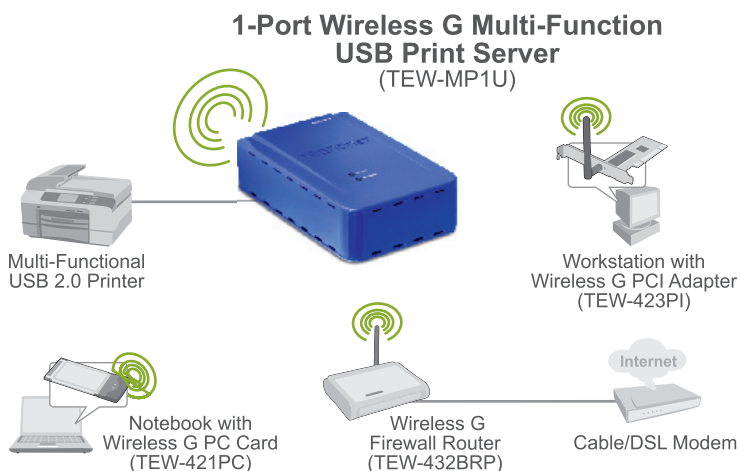 1-Port Wireless G Multi-Function
USB Print Server
(TEW-MP1U)
Multi-Functional
USB 2.0 Printer
Workstation with
Wireless G PCI Adapter
(TEW-423PI)
Notebook with
Wireless G PC Card
(TEW-421PC)
Wireless G
Firewall Router
(TEW-432BRP)
Internet
Cable/DSL Modem